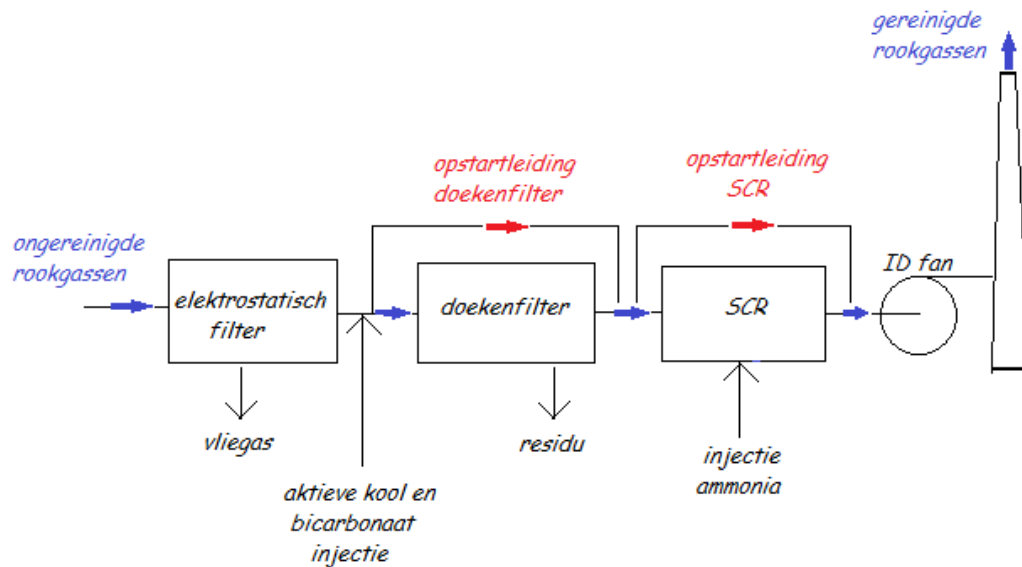 gereinigde
rookgassen
opstartleiding
doekenfilter
opstartleiding
SCR
ongereinigde
rookgassen
elektrostatisch
filter
doekenfilter
SCR
ID fan
vliegas
residu
injectie
ammonia
aktieve kool en
bicarbonaat
injectie